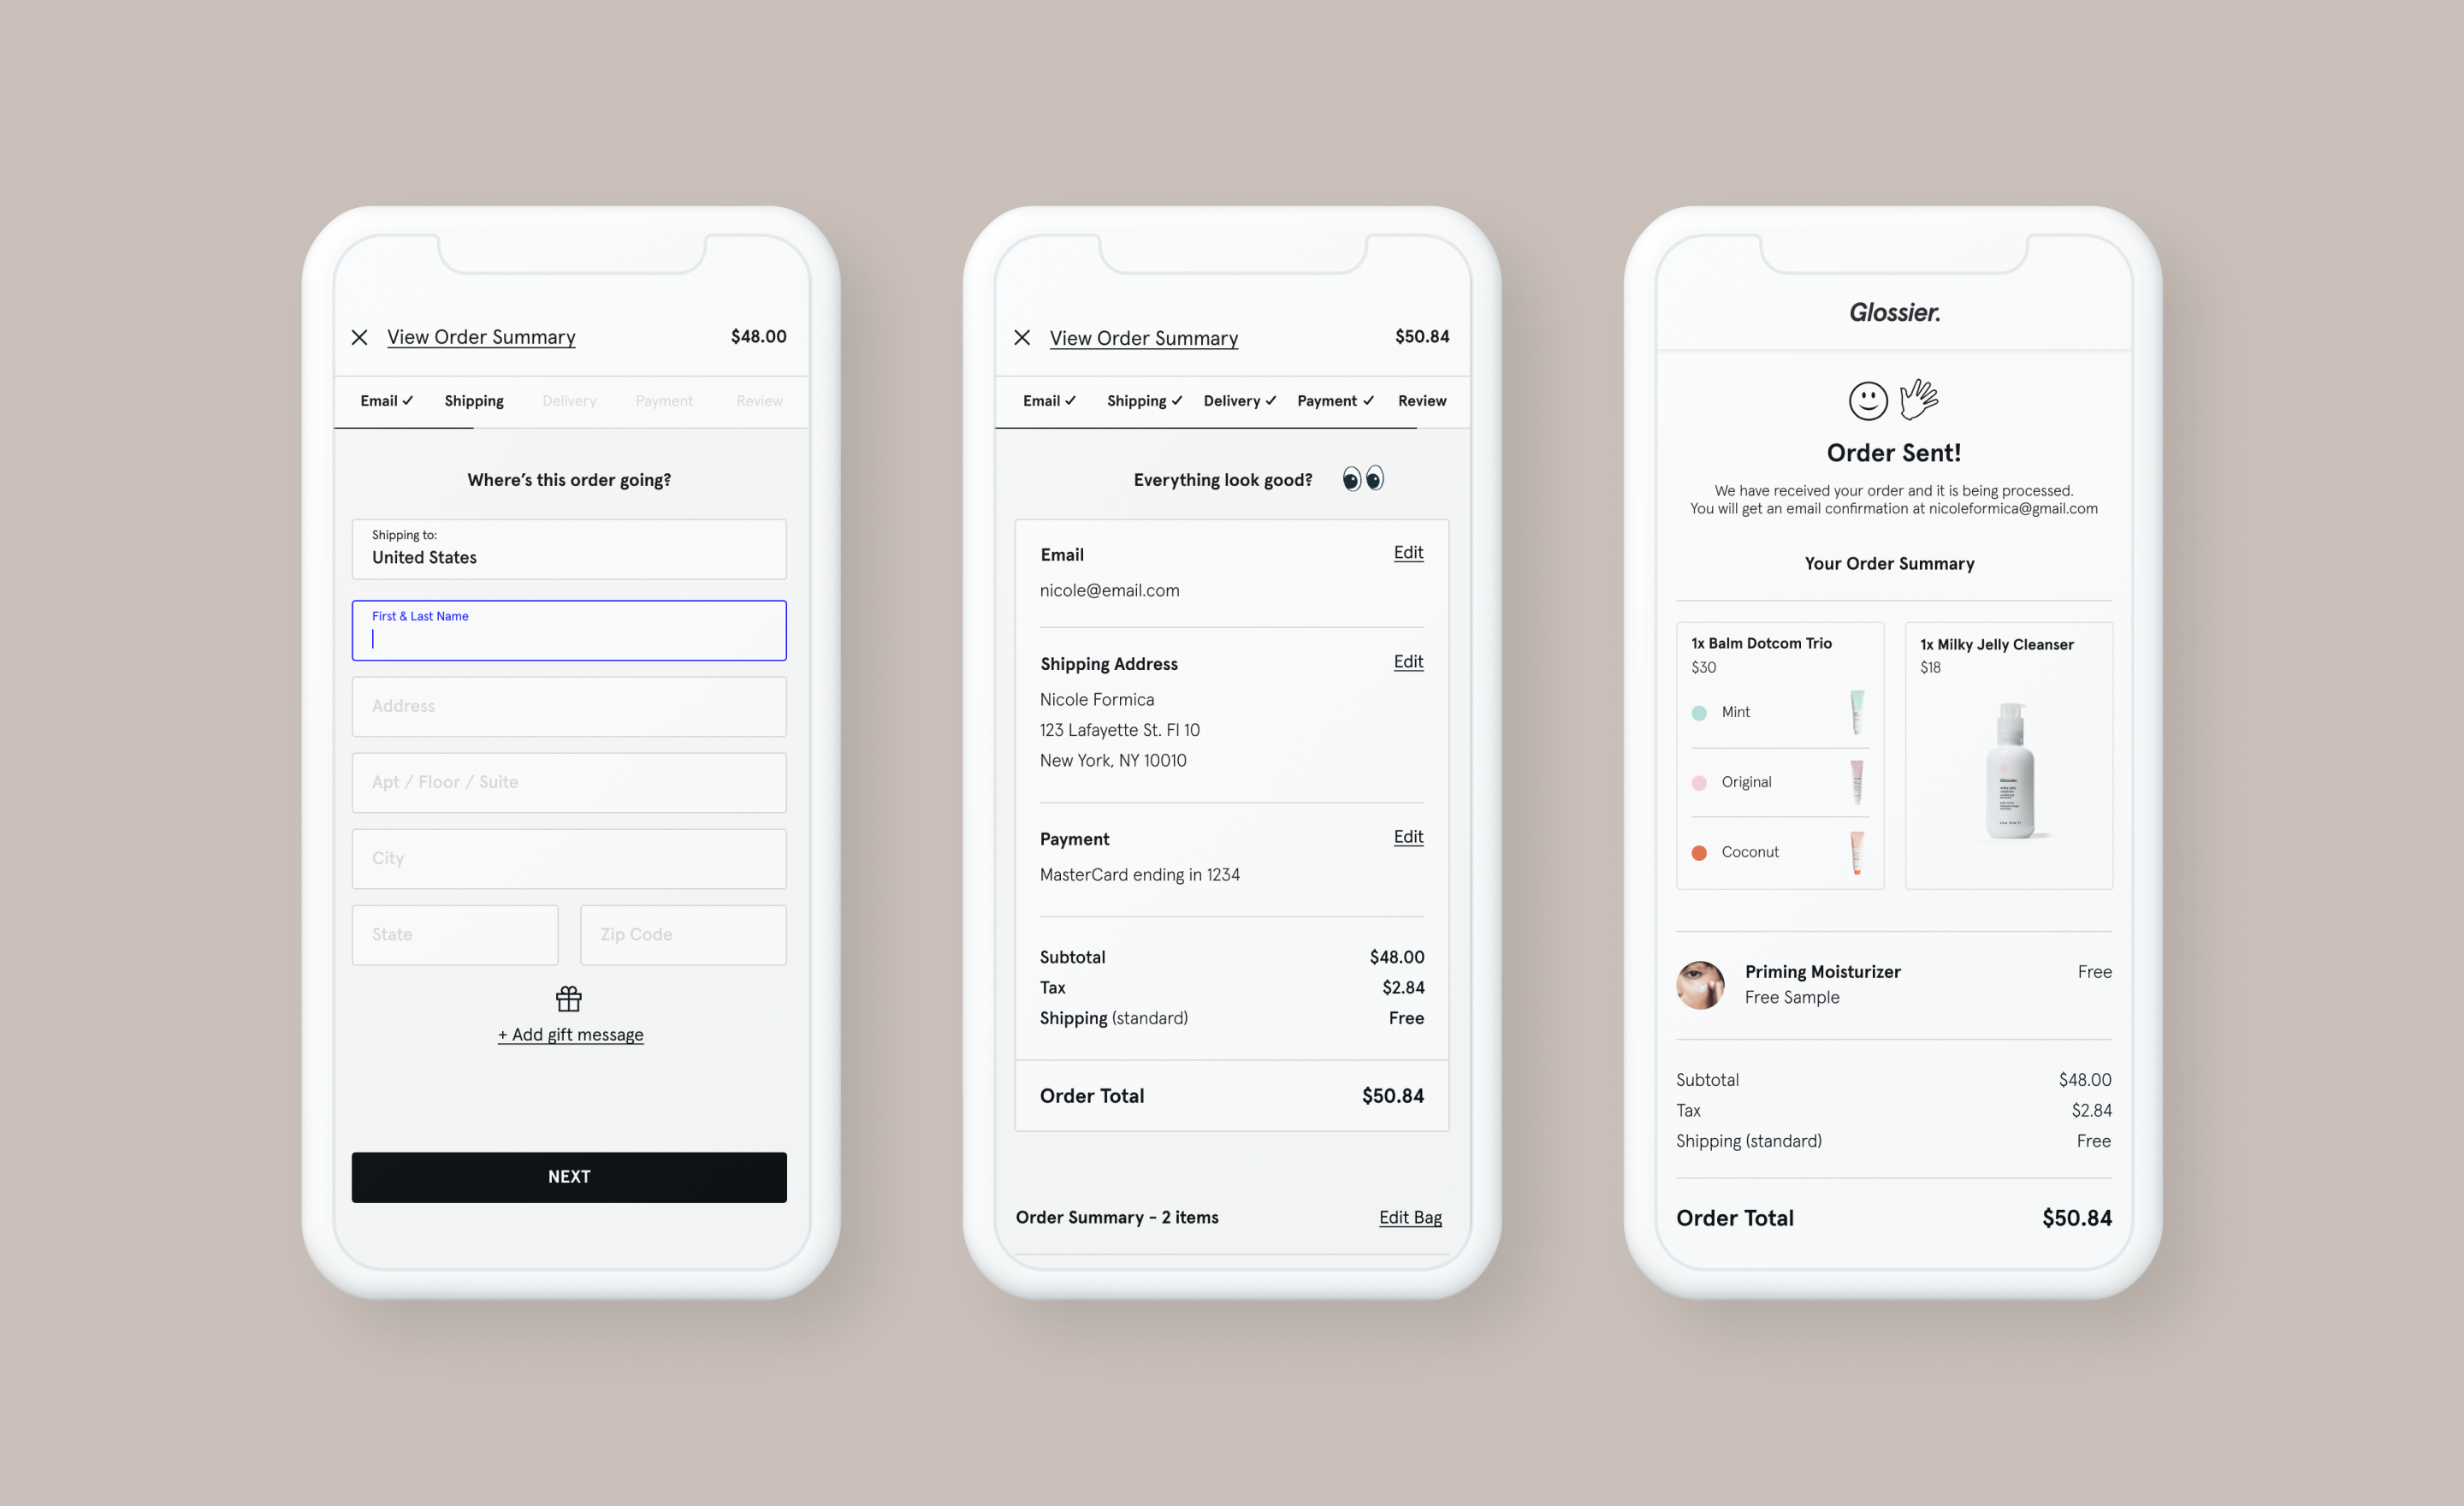 View Order Summary $48.00
Email Shipping Delivery Payment Review
Where's this order going?
Shipping to:
United States
First & Last Name
Address
Apt / Floor / Suite
City
State Zip Code
+ Add gift message
NEXT
View Order Summary $50.84
Email Shipping Delivery Payment Review
Everything look good?
Email Edit
nicole@email.com
Shipping Address Edit
Nicole Formica
123 Lafayette St. Fl 10
New York, NY 10010
Payment Edit
MasterCard ending in 1234
Subtotal $48.00
Tax $2.84
Shipping (standard) Free
Order Total $50.84
Order Summary - 2 items Edit Bag
Glossier.
Order Sent!
We have received your order and it is being processed.
You will get an email confirmation at nicoleformica@gmail.com
Your Order Summary
1x Balm Dotcom Trio
$30
Mint
Original
Coconut
1x Milky Jelly Cleanser
$18
Glossier.
Priming Moisturizer Free
Free Sample
Subtotal $48.00
Tax $2.84
Shipping (standard) Free
Order Total $50.84